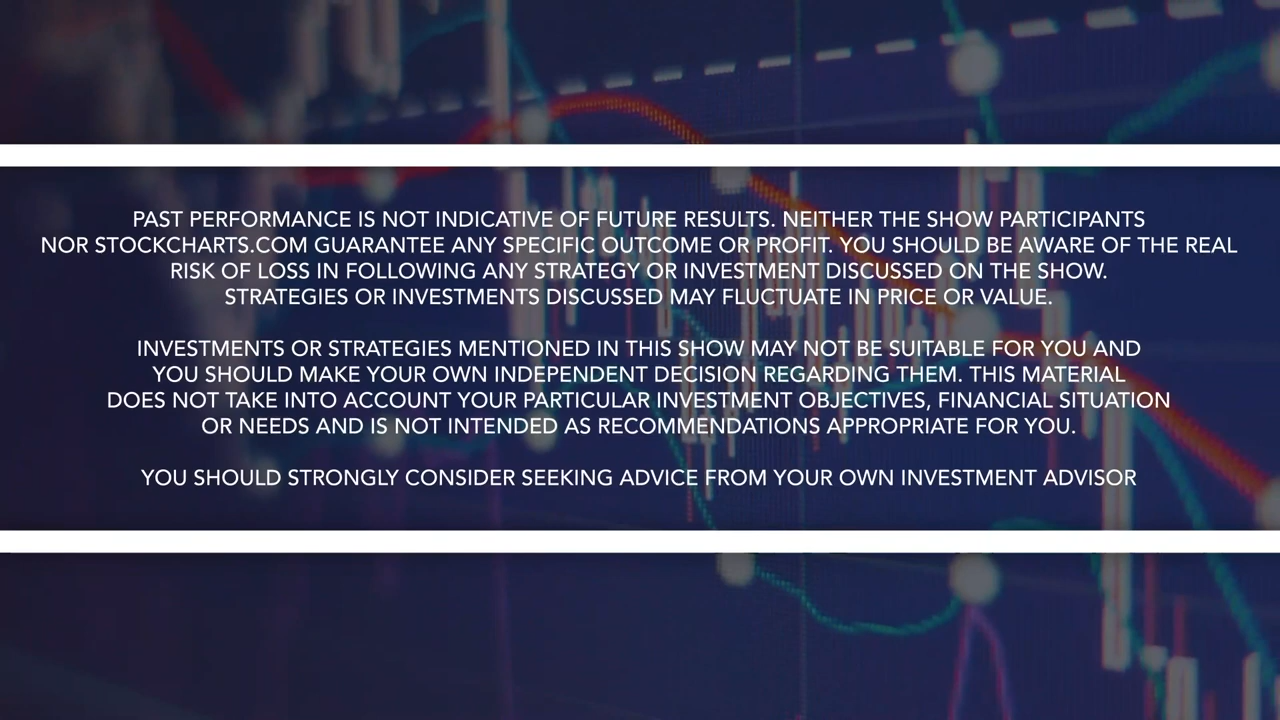 PAST PERFORMANCE IS NOT INDICATIVE OF FUTURE RESULTS. NEITHER THE SHOW PARTICIPANTS
NOR STOCKCHARTS.COM GUARANTEE ANY SPECIFIC OUTCOME OR PROFIT. YOU SHOULD BE AWARE OF THE REAL
RISK OF LOSS IN FOLLOWING ANY STRATEGY OR INVESTMENT DISCUSSED ON THE SHOW.
STRATEGIES OR INVESTMENTS DISCUSSED MAY FLUCTUATE IN PRICE OR VALUE.
INVESTMENTS OR STRATEGIES MENTIONED IN THIS SHOW MAY NOT BE SUITABLE FOR YOU AND
YOU SHOULD MAKE YOUR OWN INDEPENDENT DECISION REGARDING THEM. THIS MATERIAL
DOES NOT TAKE INTO ACCOUNT YOUR PARTICULAR INVESTMENT OBJECTIVES, FINANCIAL SITUATION
OR NEEDS AND IS NOT INTENDED AS RECOMMENDATIONS APPROPRIATE FOR YOU.
YOU SHOULD STRONGLY CONSIDER SEEKING ADVICE FROM YOUR OWN INVESTMENT ADVISOR